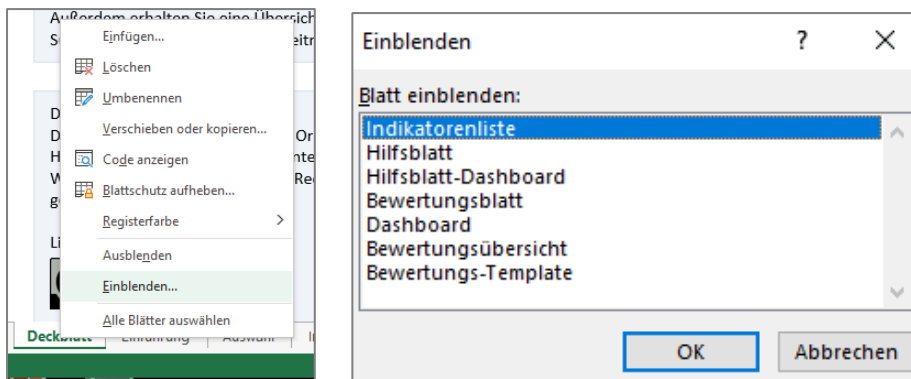 Außerdem erhalten Sie eine Übersich
Einfügen...
Löschen
Umbenennen
Verschieben oder kopieren...
Code anzeigen
Blattschutz aufheben...
Registerfarbe
Ausblenden
Einblenden...
Alle Blätter auswählen
Deckblatt Einführung Auswahl
Einblenden ? ×
Blatt einblenden:
Indikatorenliste
Hilfsblatt
Hilfsblatt-Dashboard
Bewertungsblatt
Dashboard
Bewertungsübersicht
Bewertungs-Template
OK Abbrechen